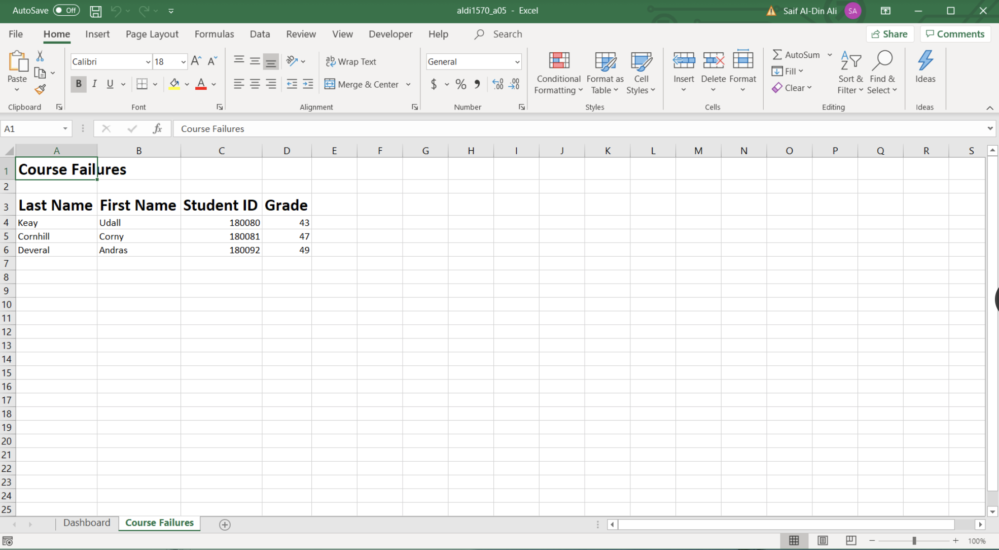 AutoSave Off aldi1570_a05 - Excel Saif Al-Din Ali SA
File Home Insert Page Layout Formulas Data Review View Developer Help Search Share Comments
Paste
Calibri 18
B I U A
Wrap Text
Merge & Center
General
$ % 9 .00
Conditional Formatting
Format as Table
Cell Styles
Insert Delete Format
AutoSum
Fill
Clear
Sort & Filter
Find & Select
Ideas
Clipboard Font Alignment Number Styles Cells Editing Ideas
A1 fx Course Failures
A B C D E F G H I J K L M N O P Q R S
1 Course Failures
2
3 Last Name First Name Student ID Grade
4 Keay Udall 180080 43
5 Cornhill Corny 180081 47
6 Deveral Andras 180092 49
7
8
9
10
11
12
13
14
15
16
17
18
19
20
21
22
23
24
25
Dashboard Course Failures
100%